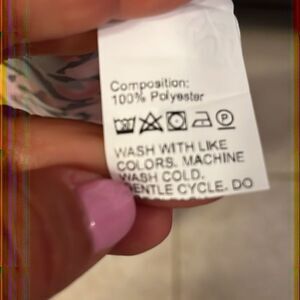 Composition:
100% Polyester
P
WASH WITH LIKE
COLORS. MACHINE
WASH COLD.
GENTLE CYCLE. DO